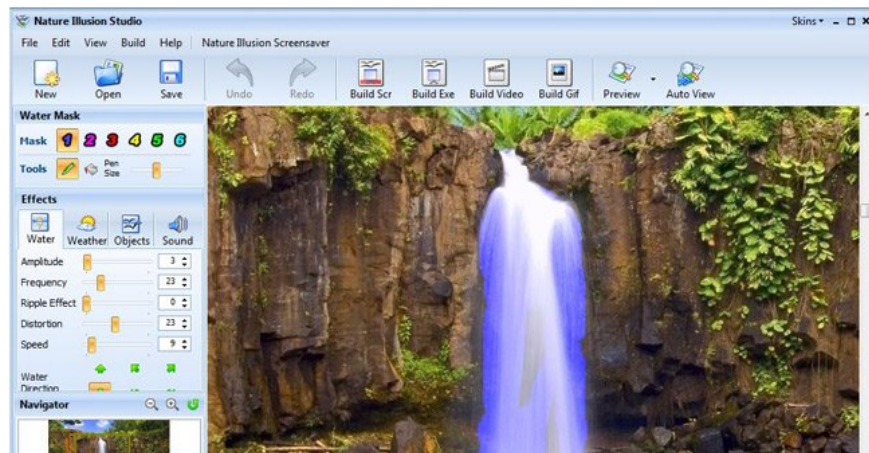 Nature Illusion Studio Skins
File Edit View Build Help Nature Illusion Screensaver
New Open Save Undo Redo Build Scr Build Exe Build Video Build Gif Preview Auto View
Water Mask
Mask 1 2 3 4 5 6
Tools Pen Size
Effects
Water Weather Objects Sound
Amplitude 3
Frequency 23
Ripple Effect 0
Distortion 23
Speed 9
Water
Direction
Navigator